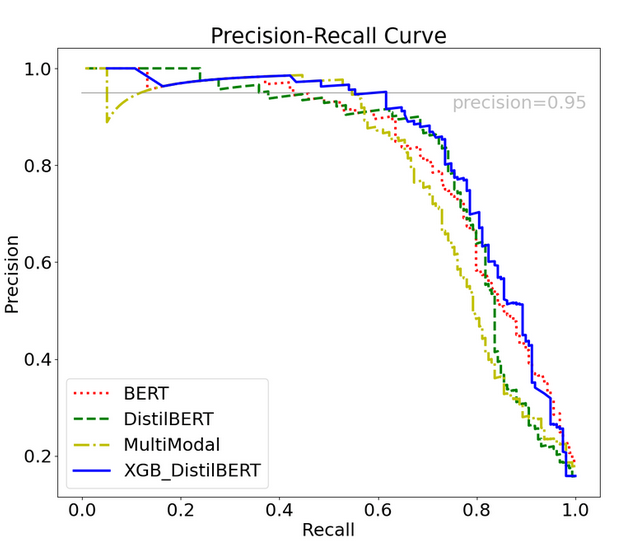 Precision-Recall Curve
1.0
0.8
0.6
0.4
0.2
Precision
precision=0.95
BERT
DistilBERT
MultiModal
XGB_DistilBERT
0.0 0.2 0.4 0.6 0.8 1.0
Recall